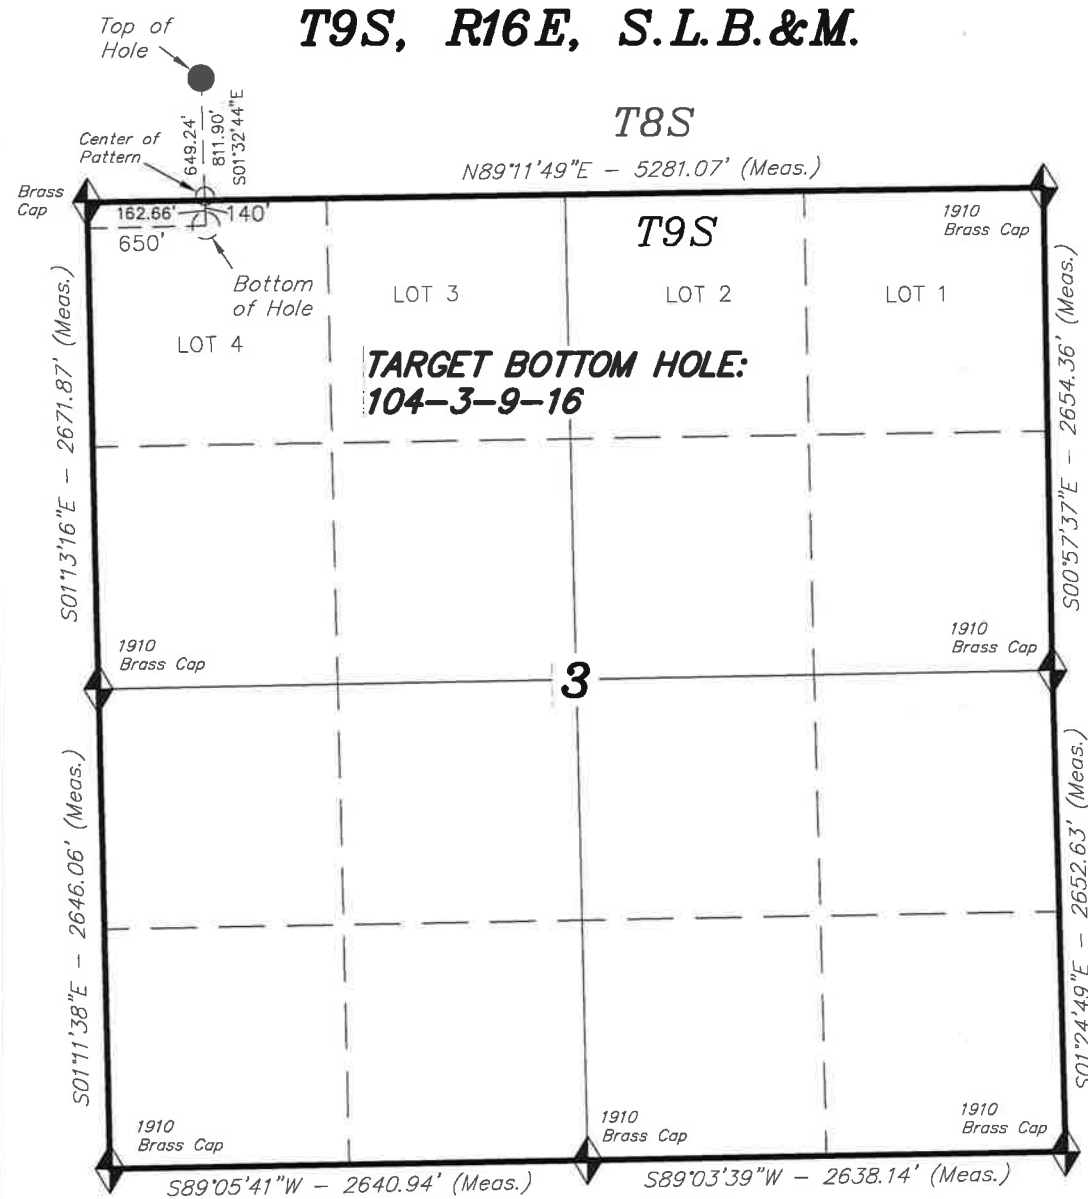 T9S, R16E, S.L.B.&M.
Top of
Hole
T8S
649.24'
811.90'
S01°32'44"E
Center of
Pattern
N89°11'49"E - 5281.07' (Meas.)
Brass
Cap
162.66'
140'
650'
T9S
1910
Brass Cap
Bottom
of Hole
LOT 3
LOT 2
LOT 1
LOT 4
TARGET BOTTOM HOLE:
104-3-9-16
S01°13'16"E - 2671.87' (Meas.)
S00°57'37"E - 2654.36' (Meas.)
1910
Brass Cap
1910
Brass Cap
3
S01°11'38"E - 2646.06' (Meas.)
S01°24'49"E - 2652.63' (Meas.)
1910
Brass Cap
1910
Brass Cap
1910
Brass Cap
S89°05'41"W - 2640.94' (Meas.)
S89°03'39"W - 2638.14' (Meas.)